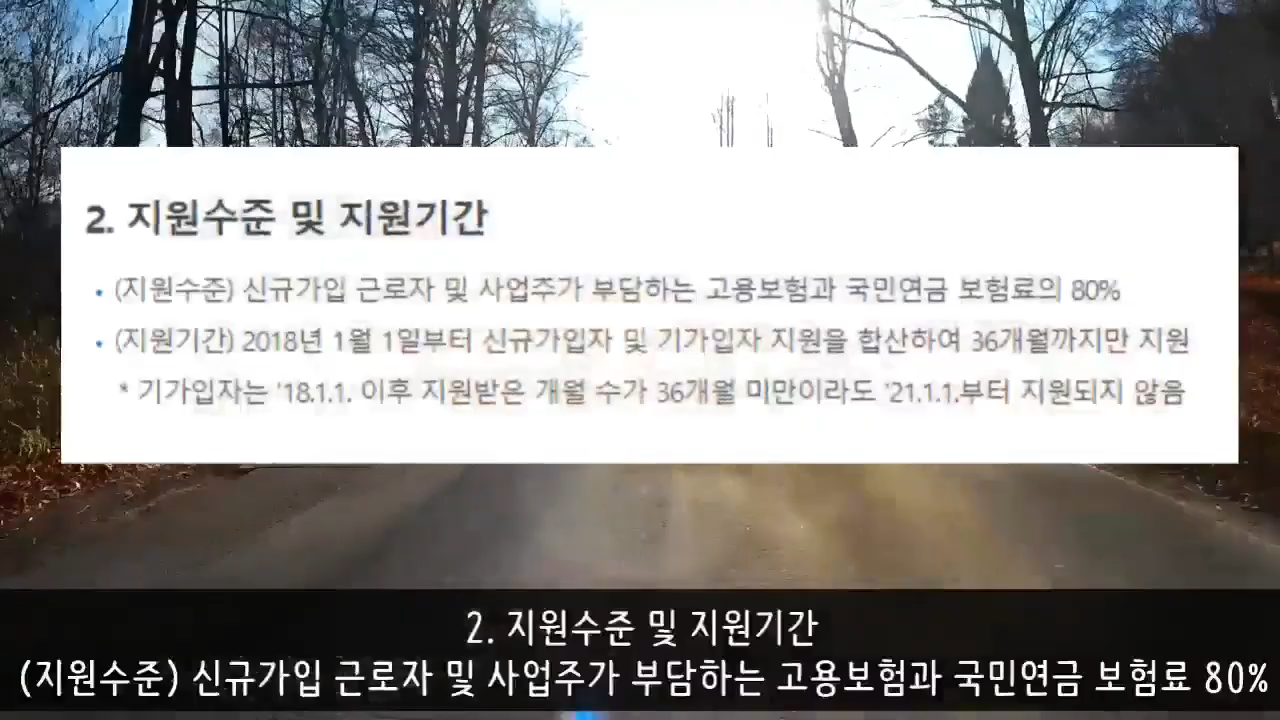 2. 지원수준 및 지원기간
• (지원수준) 신규가입 근로자 및 사업주가 부담하는 고용보험과 국민연금 보험료의 80%
• (지원기간) 2018년 1월 1일부터 신규가입자 및 기가입자 지원을 합산하여 36개월까지만 지원
* 기가입자는 '18.1.1. 이후 지원받은 개월 수가 36개월 미만이라도 '21.1.1.부터 지원되지 않음
2. 지원수준 및 지원기간
(지원수준) 신규가입 근로자 및 사업주가 부담하는 고용보험과 국민연금 보험료 80%